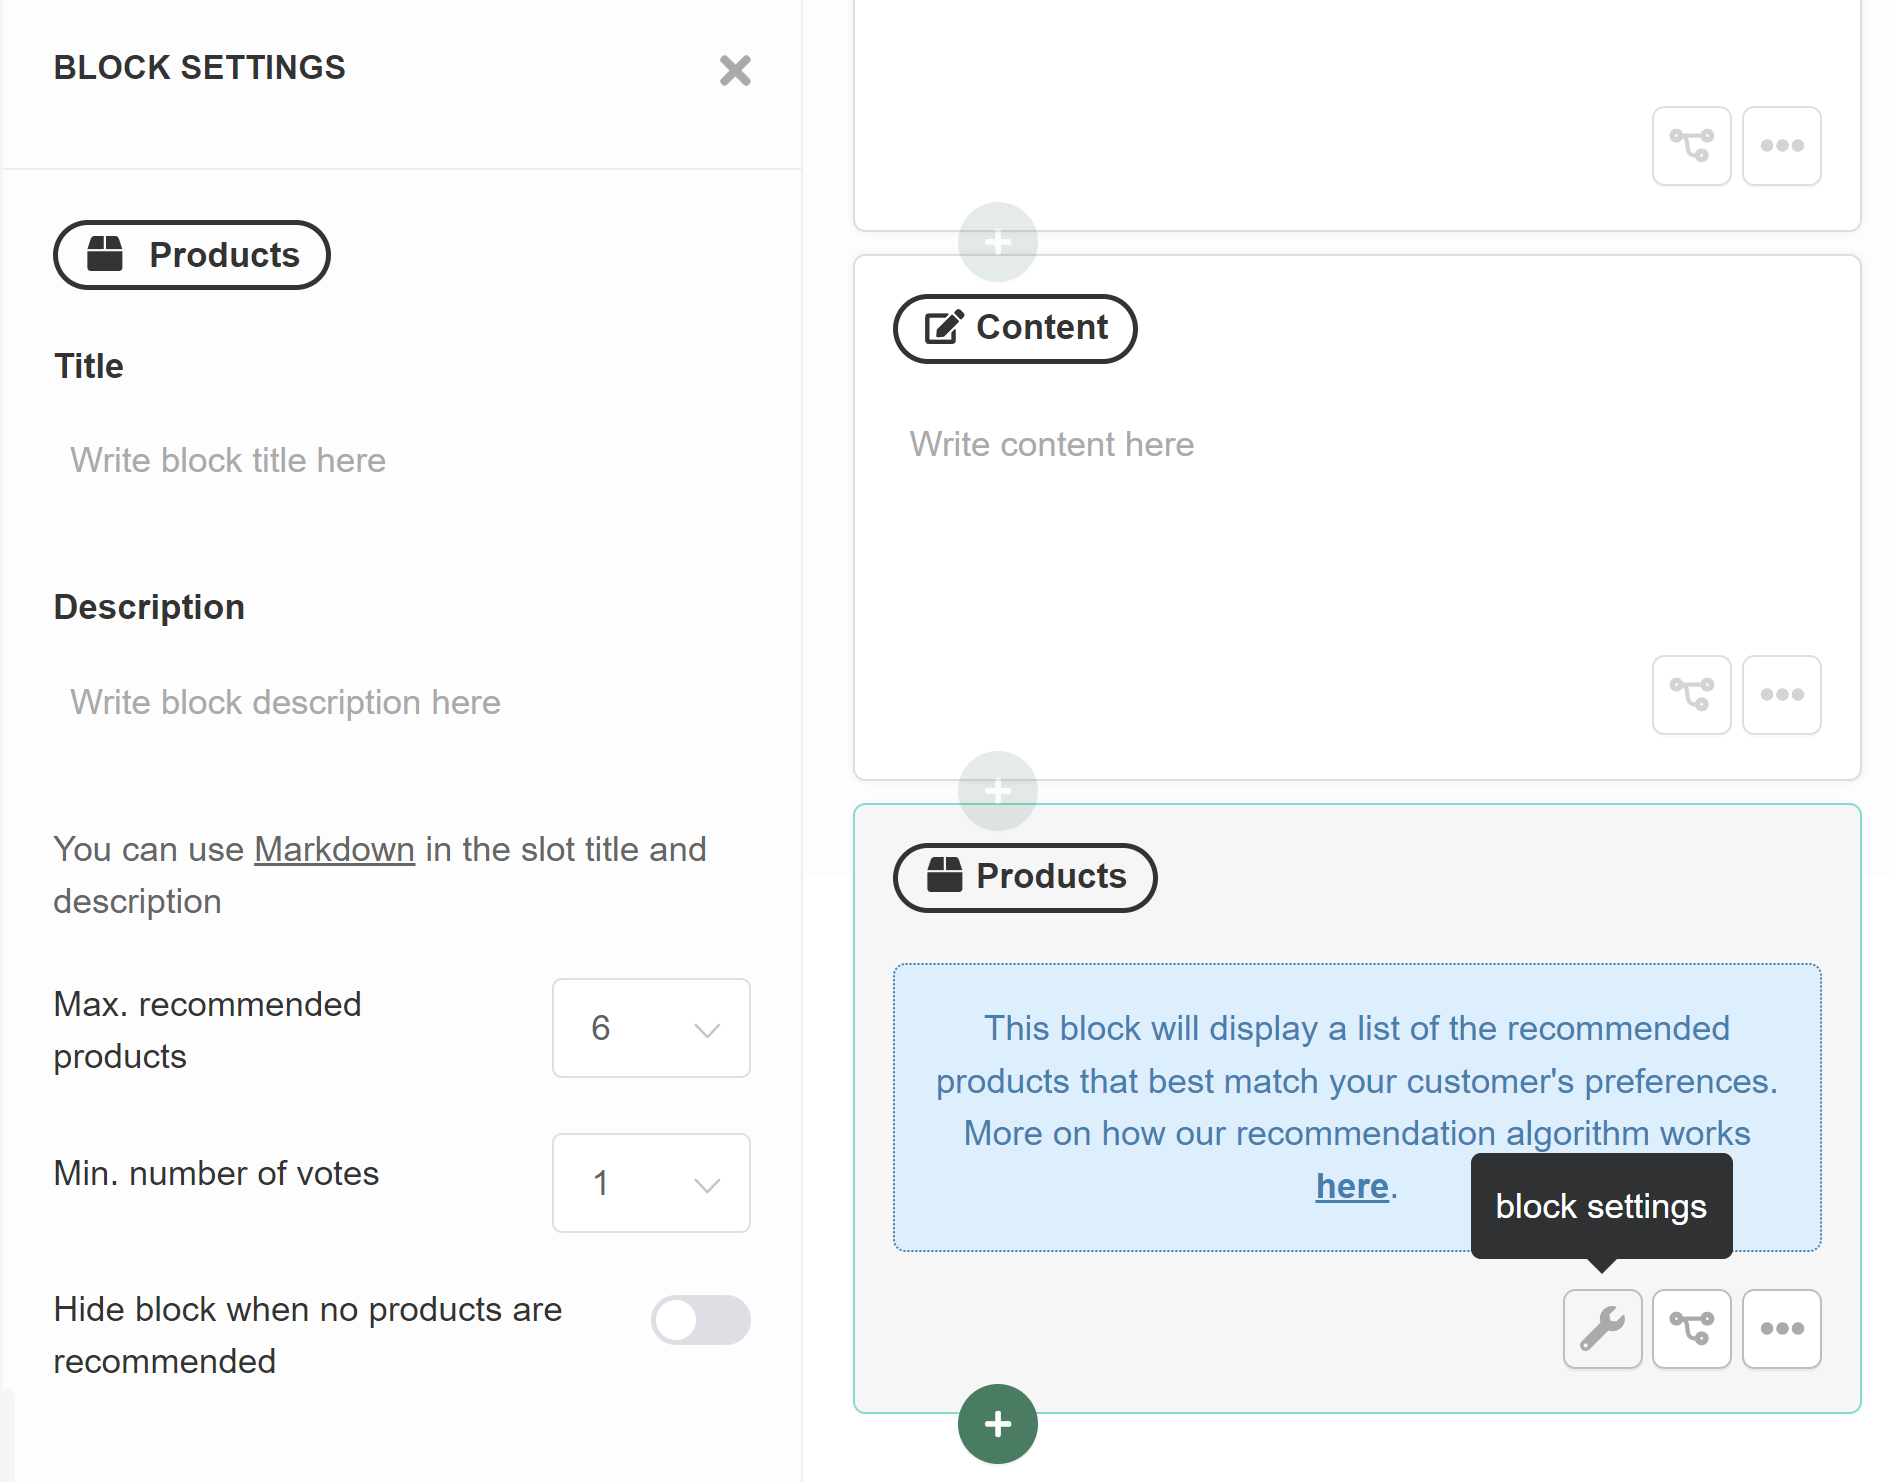 BLOCK SETTINGS
Products
Title
Write block title here
Description
Write block description here
You can use Markdown in the slot title and
description
Max. recommended
products
6
Min. number of votes
1
Hide block when no products are
recommended
Content
Write content here
Products
This block will display a list of the recommended
products that best match your customer's preferences.
More on how our recommendation algorithm works
here.
block settings